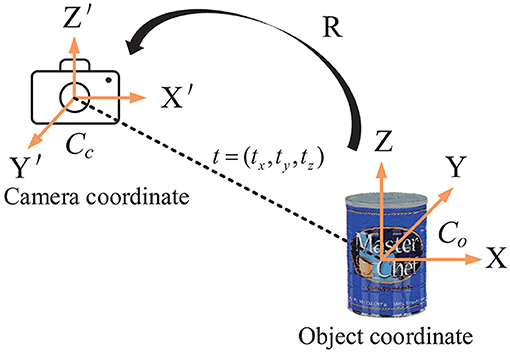 Z′
R
X′
C_c
Y′
t = (t_x, t_y, t_z)
Z
Y
Camera coordinate
C_o
Master
Chef
X
Object coordinate